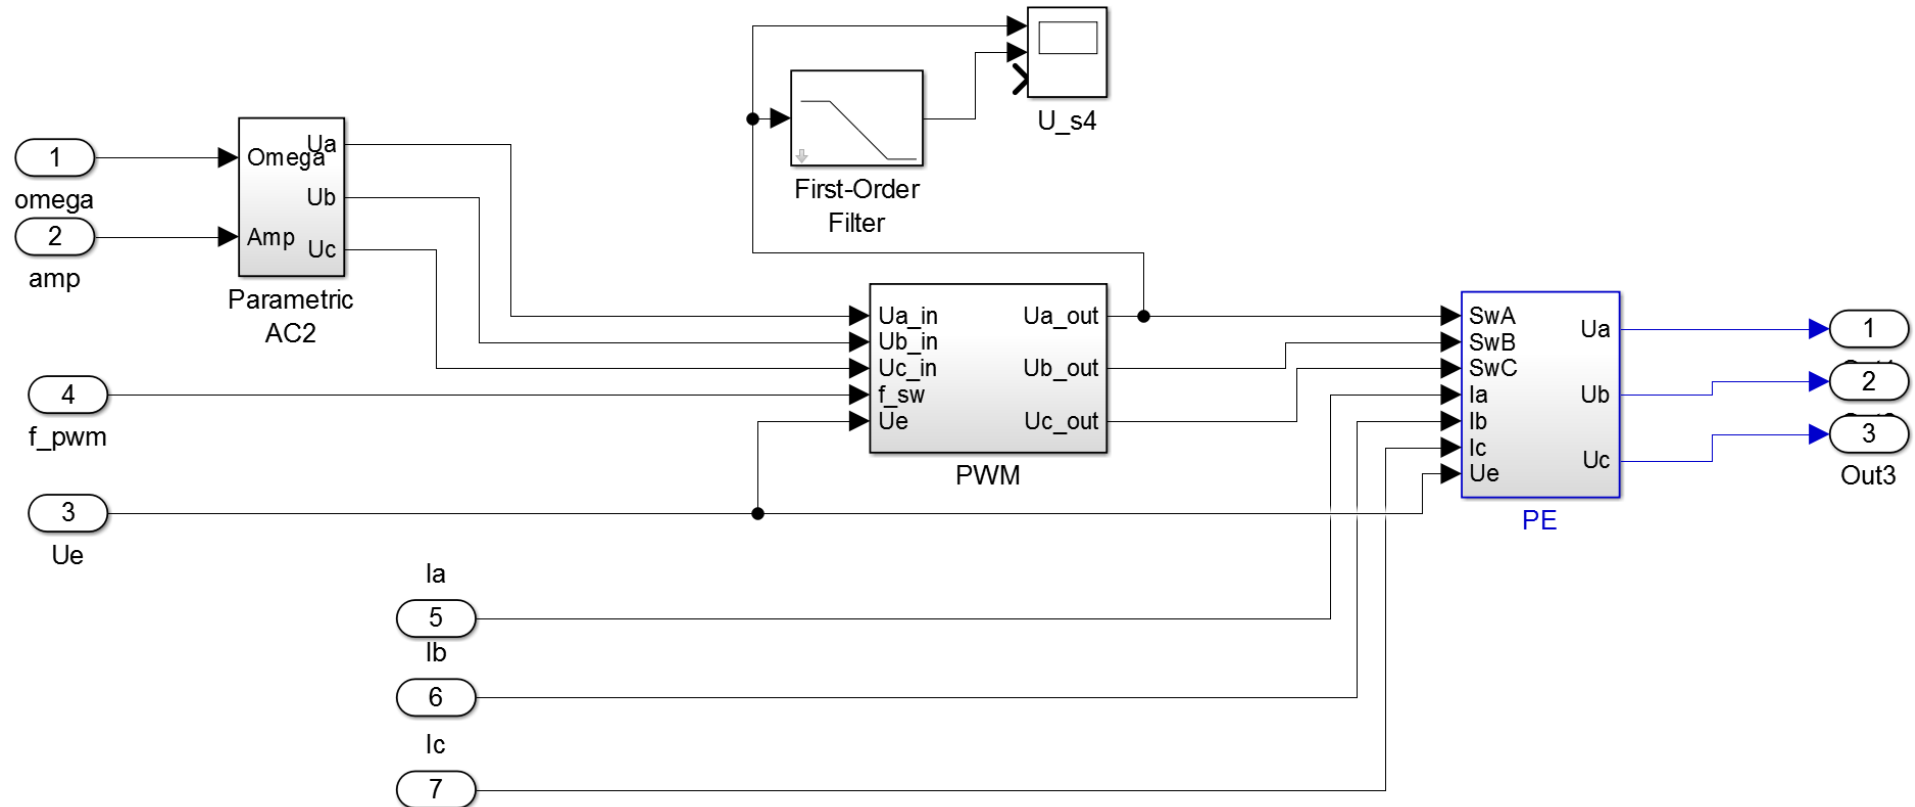 U_s4
First-Order
Filter
1
omega
2
amp
Omega
Amp
Ua
Ub
Uc
Parametric
AC2
4
f_pwm
3
Ue
Ua_in
Ub_in
Uc_in
f_sw
Ue
Ua_out
Ub_out
Uc_out
PWM
SwA
SwB
SwC
Ia
Ib
Ic
Ue
Ua
Ub
Uc
PE
1
2
3
Out3
Ia
5
Ib
6
Ic
7